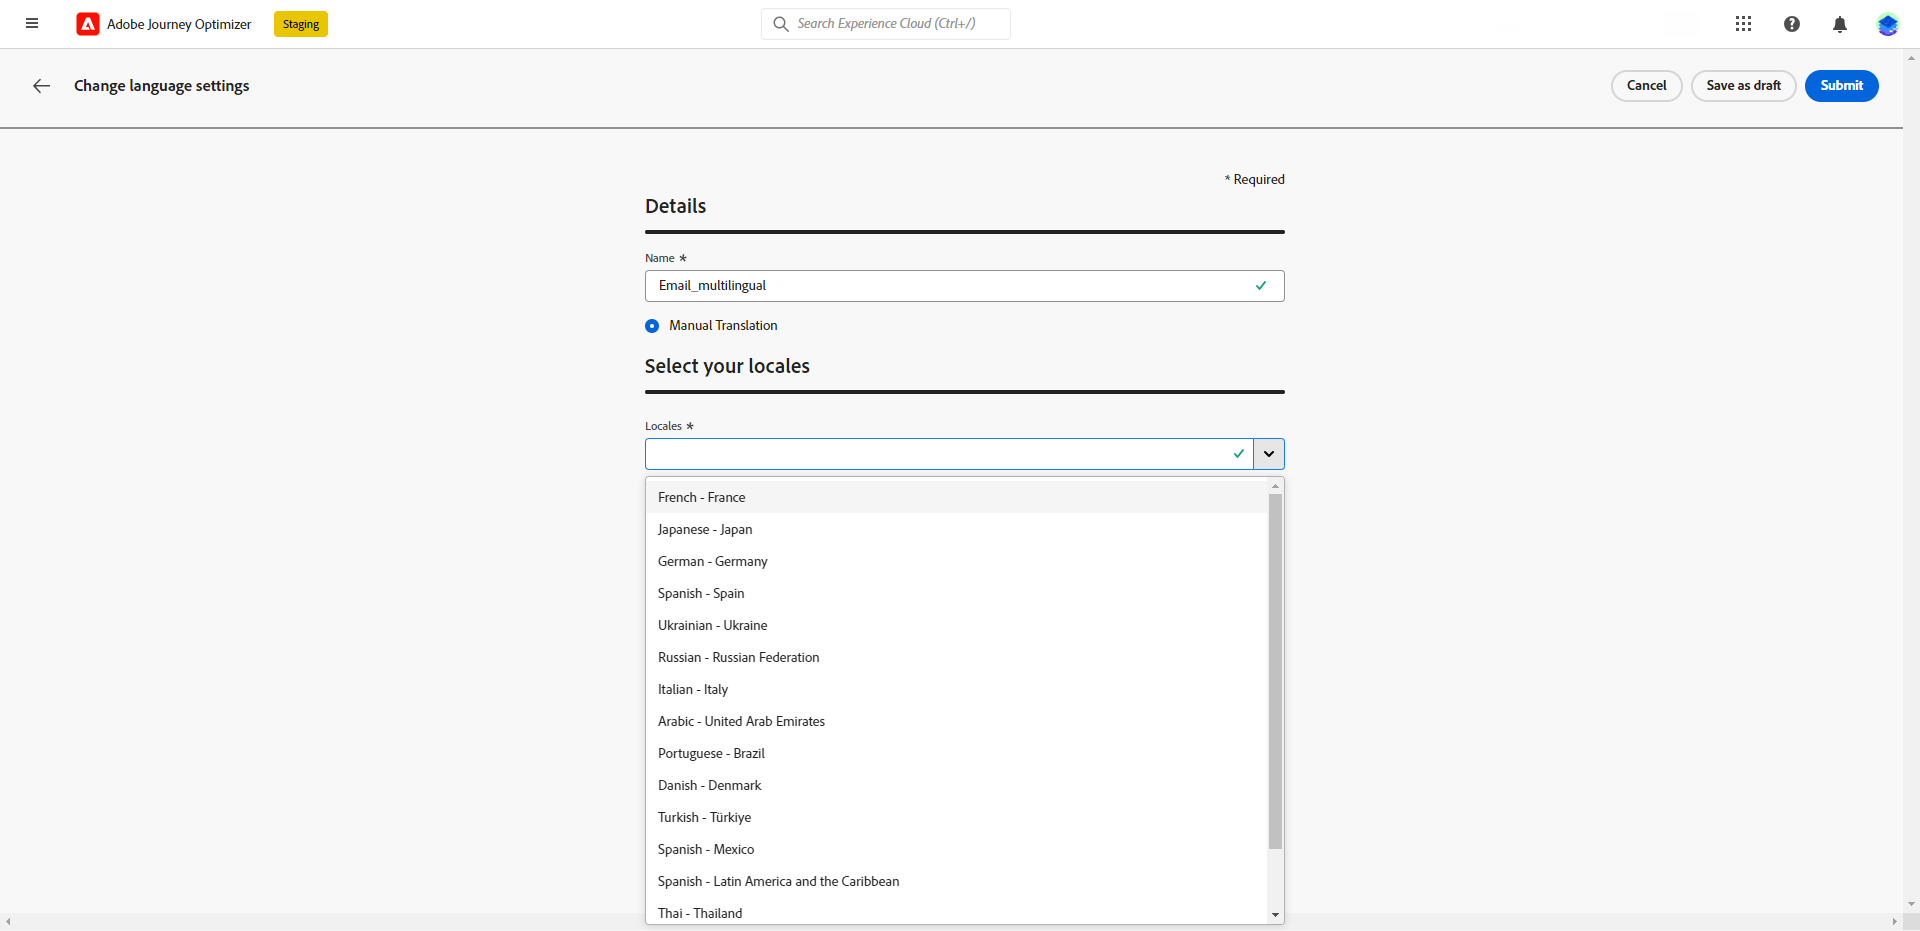 Adobe Journey Optimizer
Staging
Search Experience Cloud (Ctrl+/)
Change language settings
Cancel
Save as draft
Submit
* Required
Details
Name *
Email_multilingual
Manual Translation
Select your locales
Locales *
French - France
Japanese - Japan
German - Germany
Spanish - Spain
Ukrainian - Ukraine
Russian - Russian Federation
Italian - Italy
Arabic - United Arab Emirates
Portuguese - Brazil
Danish - Denmark
Turkish - Türkiye
Spanish - Mexico
Spanish - Latin America and the Caribbean
Thai - Thailand